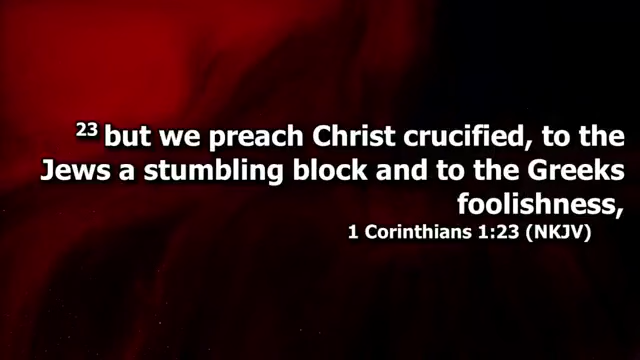 23 but we preach Christ crucified, to the
Jews a stumbling block and to the Greeks
foolishness,
1 Corinthians 1:23 (NKJV)